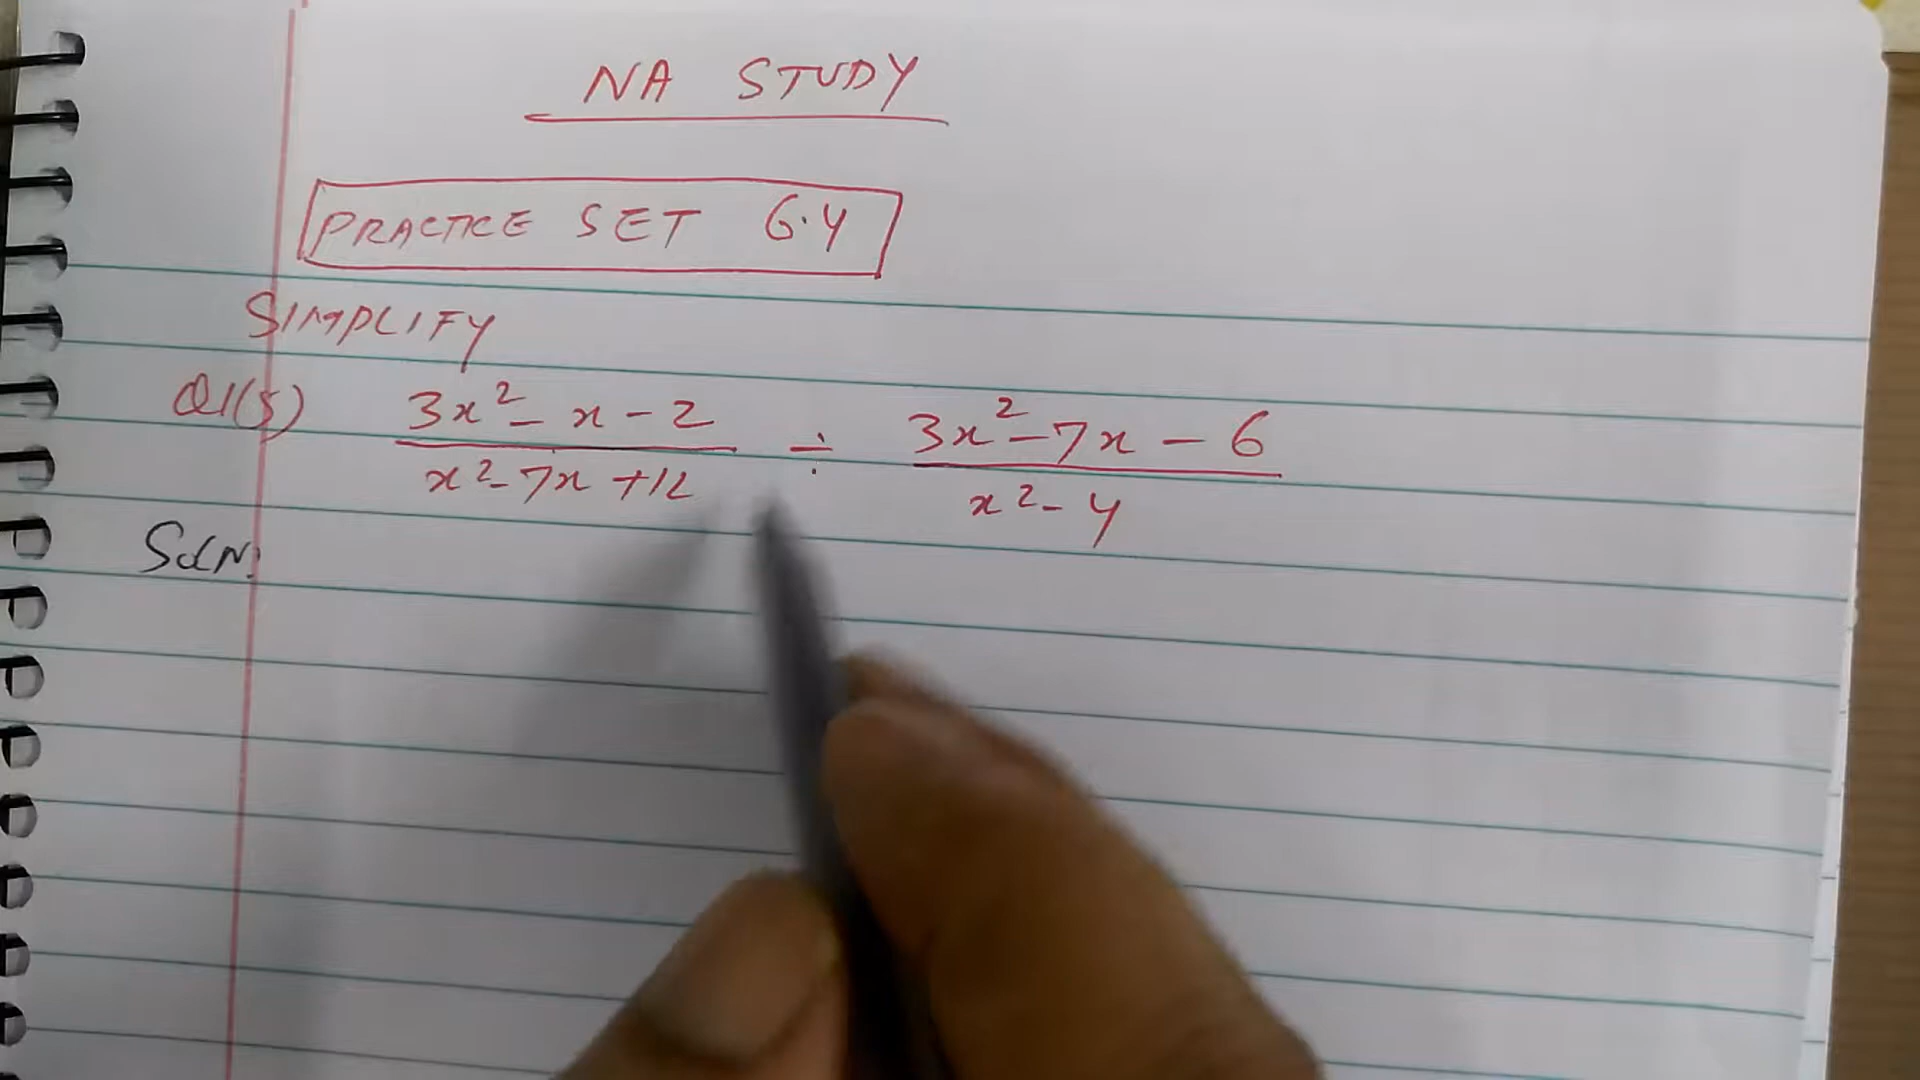 NA STUDY
PRACTICE SET 6.4
SIMPLIFY
Q1(5) 3x² - x - 2 / x² - 7x + 12 ÷ 3x² - 7x - 6 / x² - 4
SOLN: